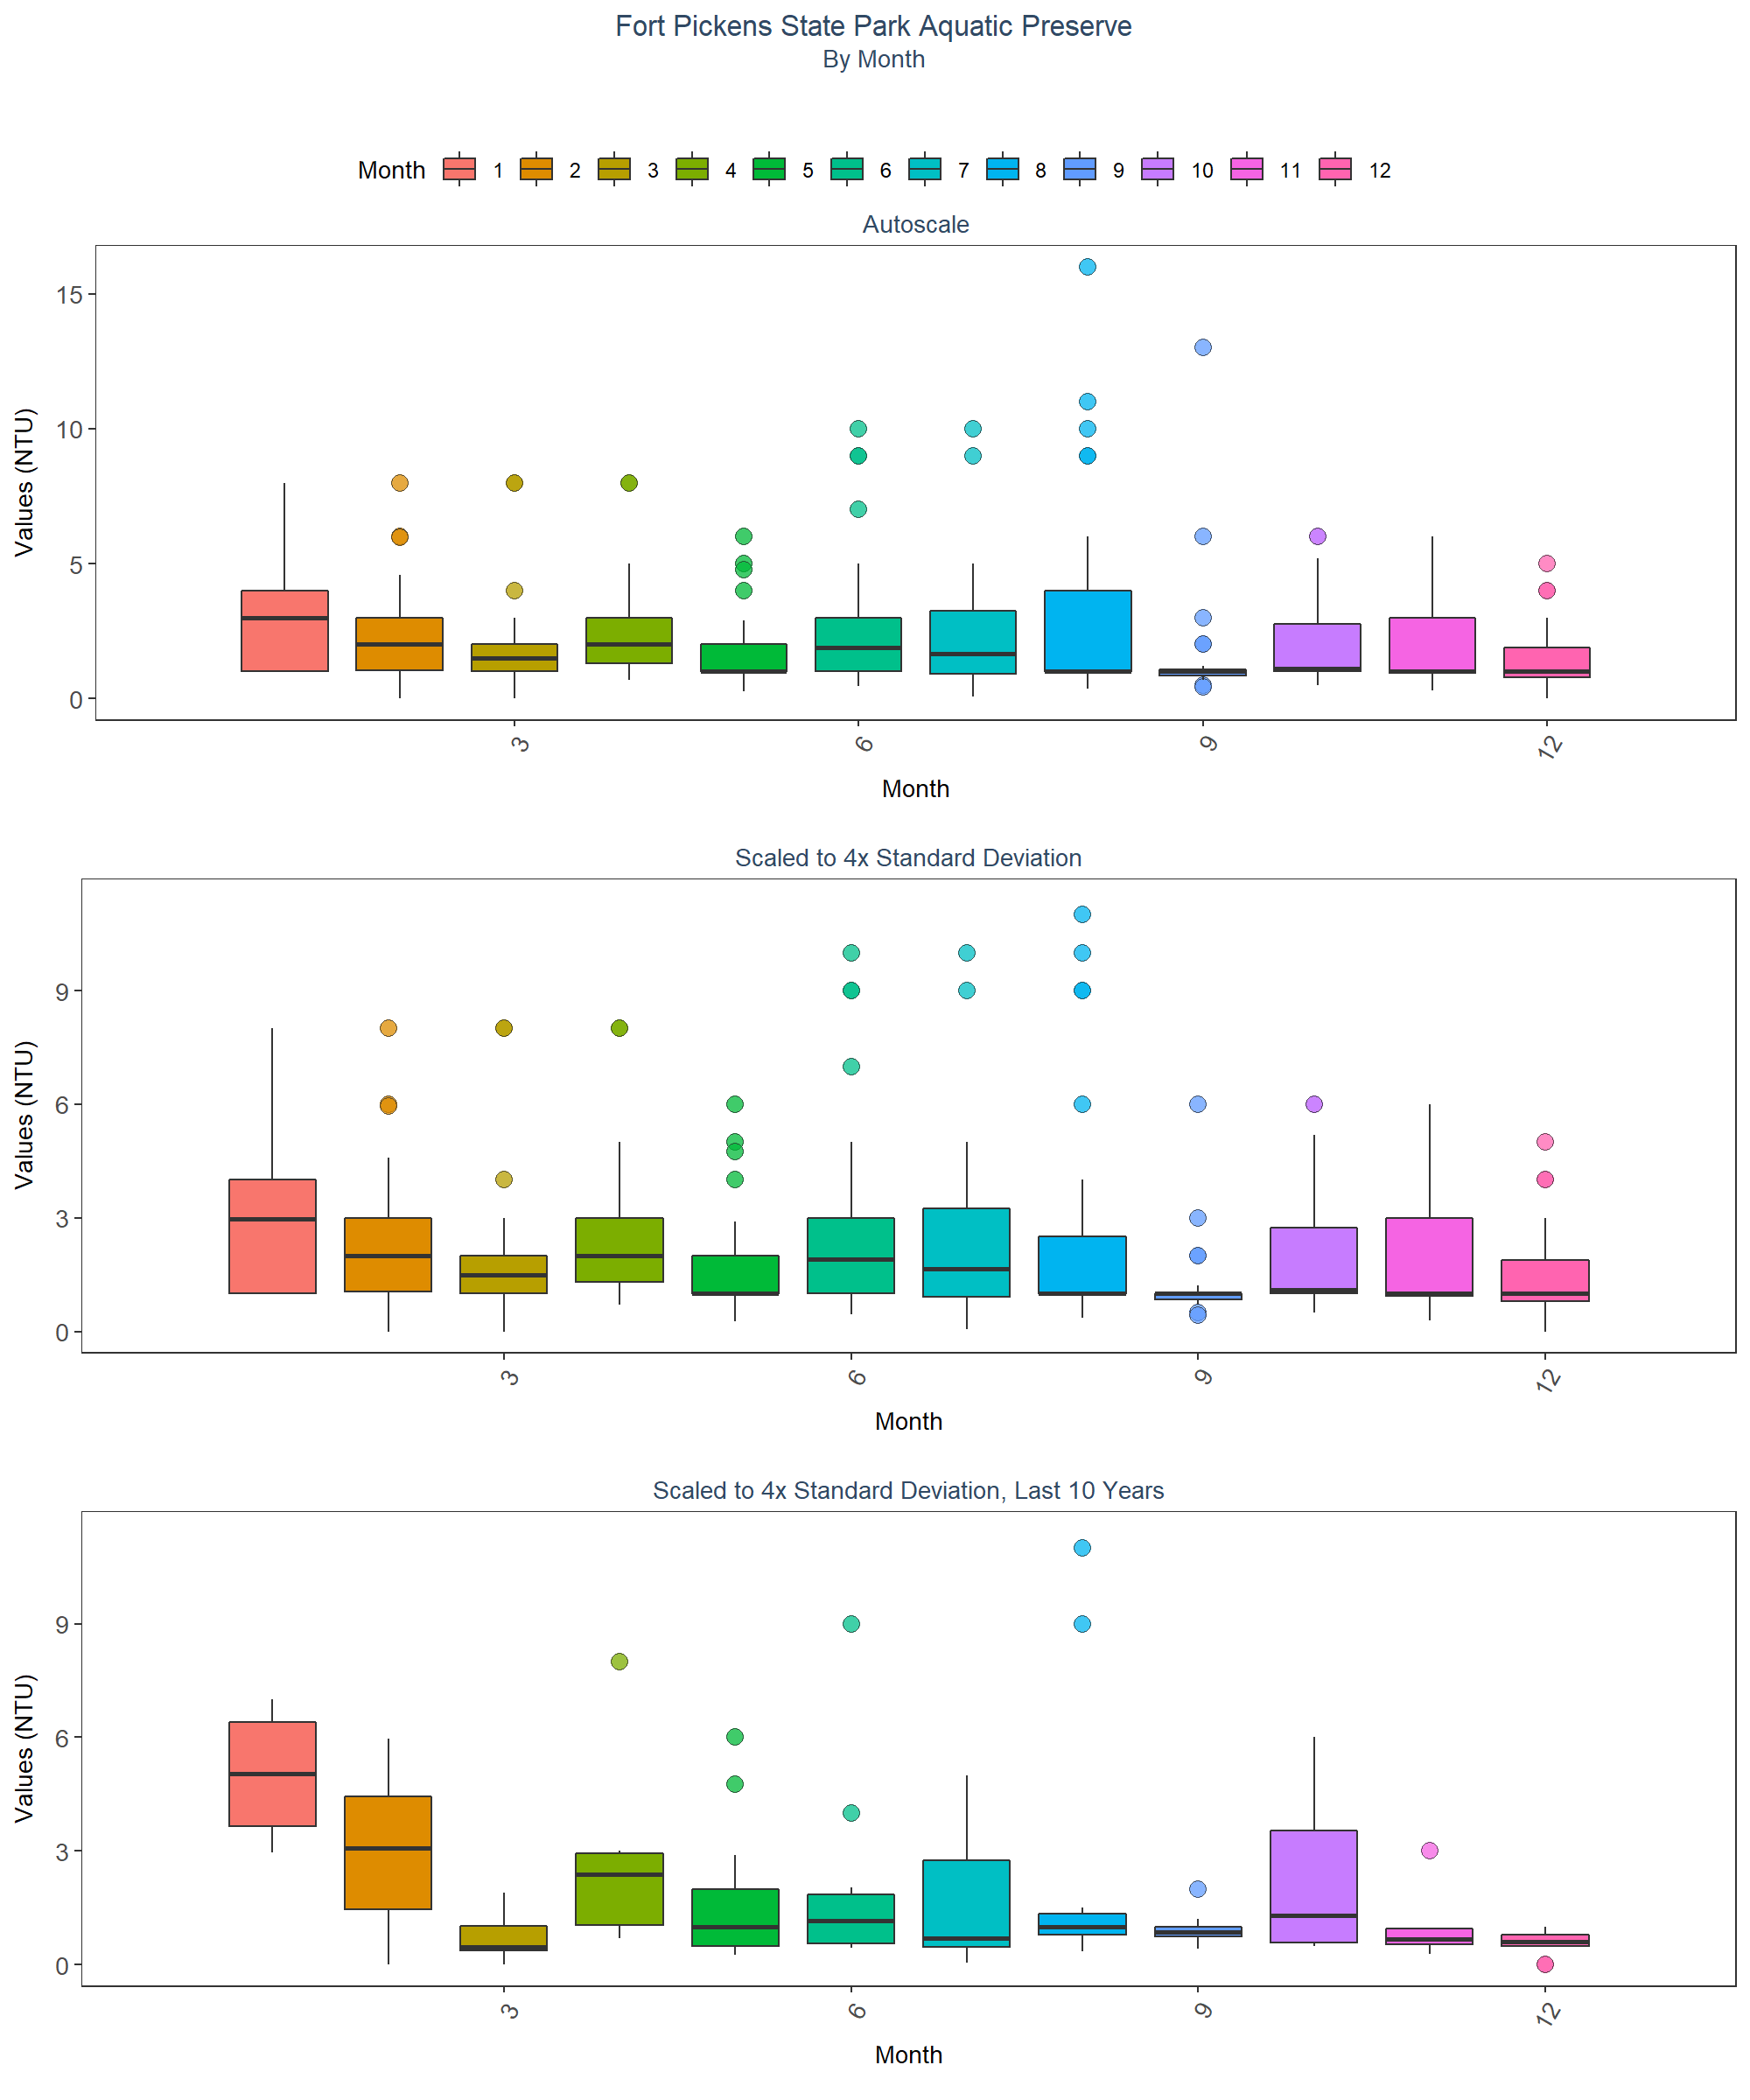 Fort Pickens State Park Aquatic Preserve
By Month
Month 1 2 3 4 5 6 7 8 9 10 11 12
Autoscale
Values (NTU)
15
10
5
0
3 6 9 12
Month
Scaled to 4x Standard Deviation
Values (NTU)
9
6
3
0
3 6 9 12
Month
Scaled to 4x Standard Deviation, Last 10 Years
Values (NTU)
9
6
3
0
3 6 9 12
Month